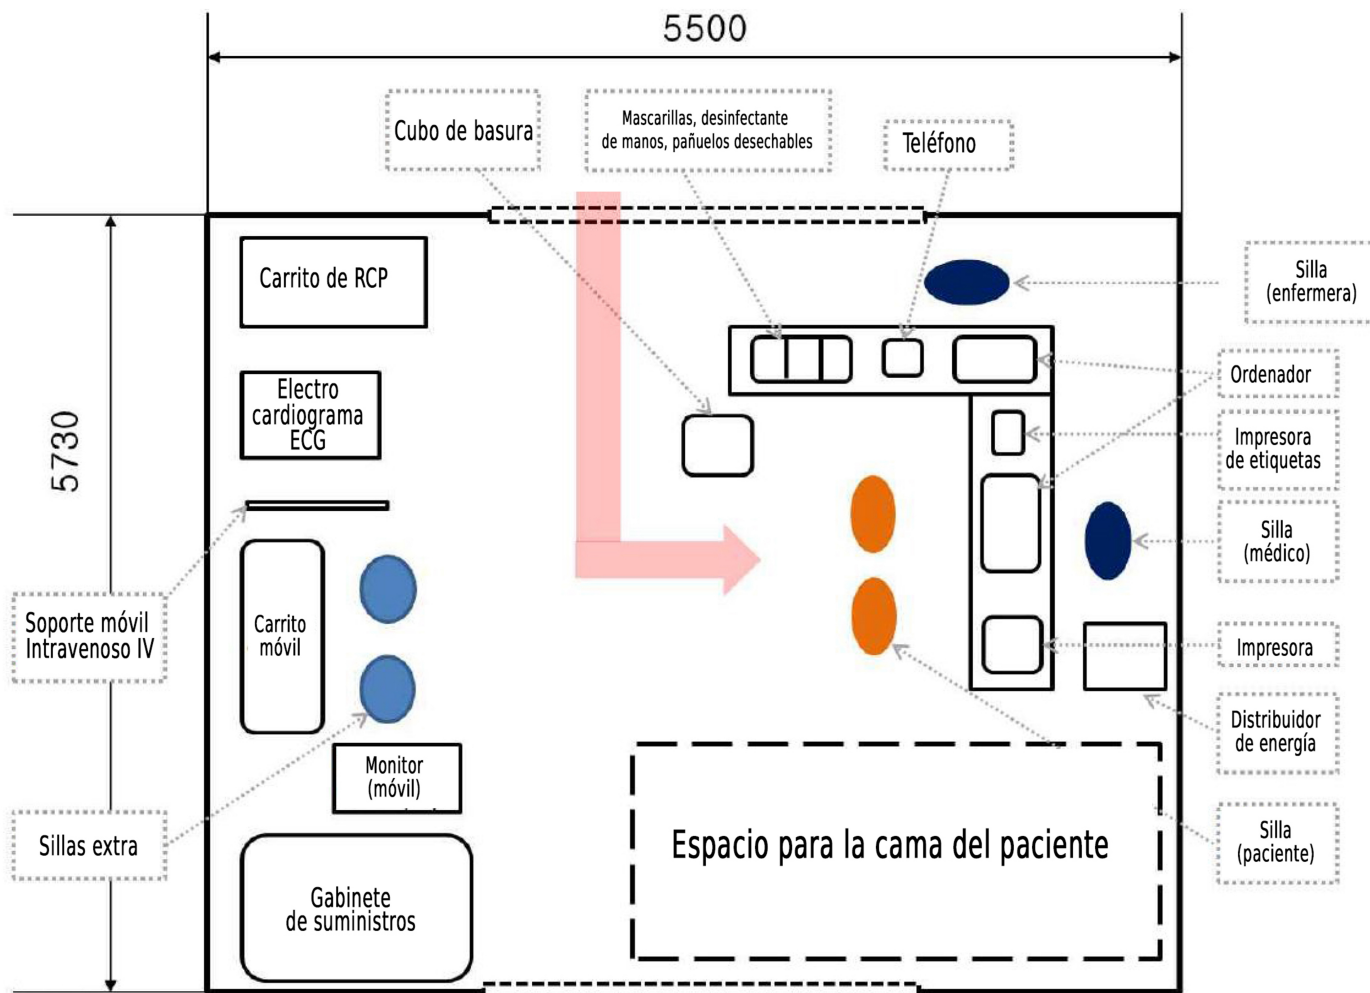 5500
Cubo de basura
Mascarillas, desinfectante
de manos, pañuelos desechables
Teléfono
Carrito de RCP
Silla
(enfermera)
Electro
cardiograma
ECG
Ordenador
5730
Impresora
de etiquetas
Silla
(médico)
Soporte móvil
Intravenoso IV
Carrito
móvil
Impresora
Distribuidor
de energía
Monitor
(móvil)
Sillas extra
Espacio para la cama del paciente
Silla
(paciente)
Gabinete
de suministros